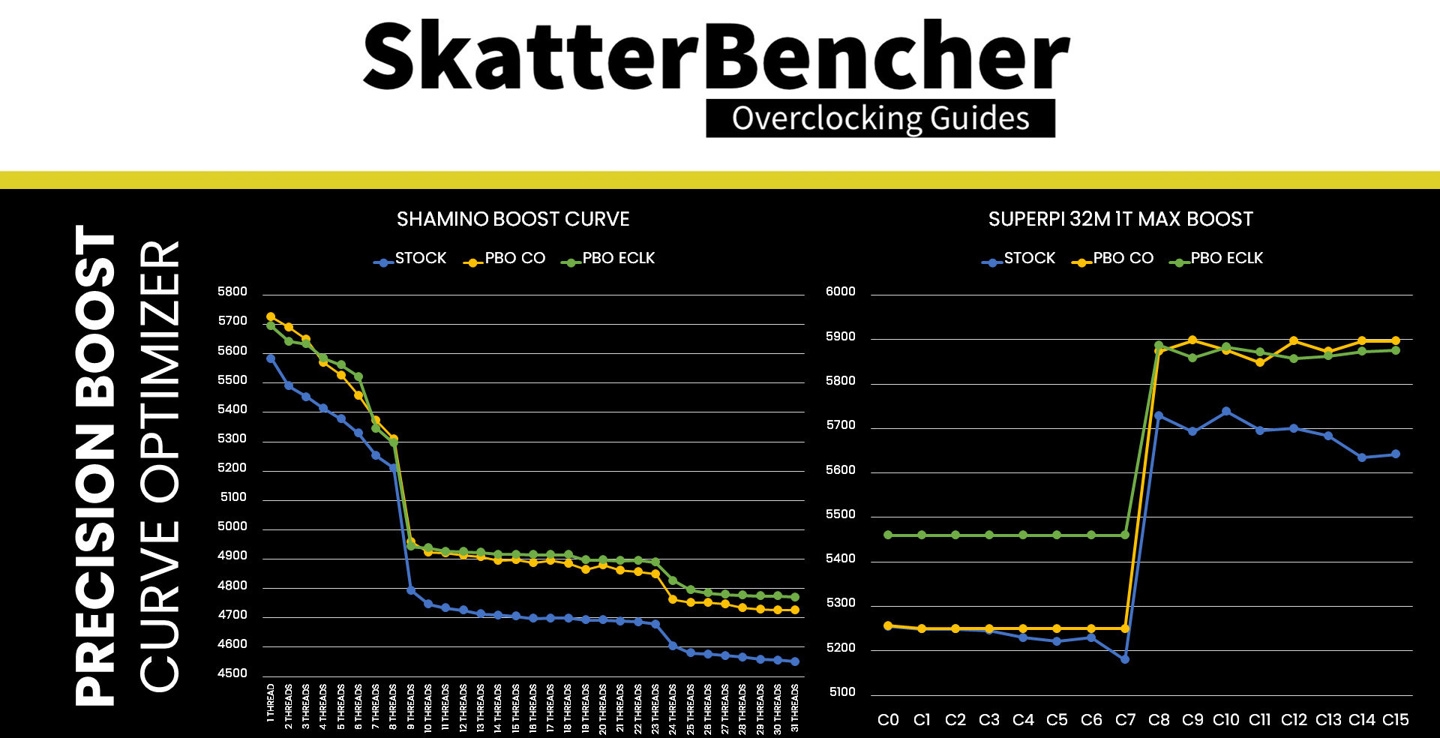 SkatterBencher
Overclocking Guides
PRECISION BOOST
CURVE OPTIMIZER
SHAMINO BOOST CURVE
STOCK PBO CO PBO ECLK
5800
5700
5600
5500
5400
5300
5200
5100
5000
4900
4800
4700
4600
4500
1 THREAD
2 THREADS
3 THREADS
4 THREADS
5 THREADS
6 THREADS
7 THREADS
8 THREADS
9 THREADS
10 THREADS
11 THREADS
12 THREADS
13 THREADS
14 THREADS
15 THREADS
16 THREADS
17 THREADS
18 THREADS
19 THREADS
20 THREADS
21 THREADS
22 THREADS
23 THREADS
24 THREADS
25 THREADS
26 THREADS
27 THREADS
28 THREADS
29 THREADS
30 THREADS
31 THREADS
SUPERPI 32M 1T MAX BOOST
STOCK PBO CO PBO ECLK
6000
5900
5800
5700
5600
5500
5400
5300
5200
5100
C0 C1 C2 C3 C4 C5 C6 C7 C8 C9 C10 C11 C12 C13 C14 C15